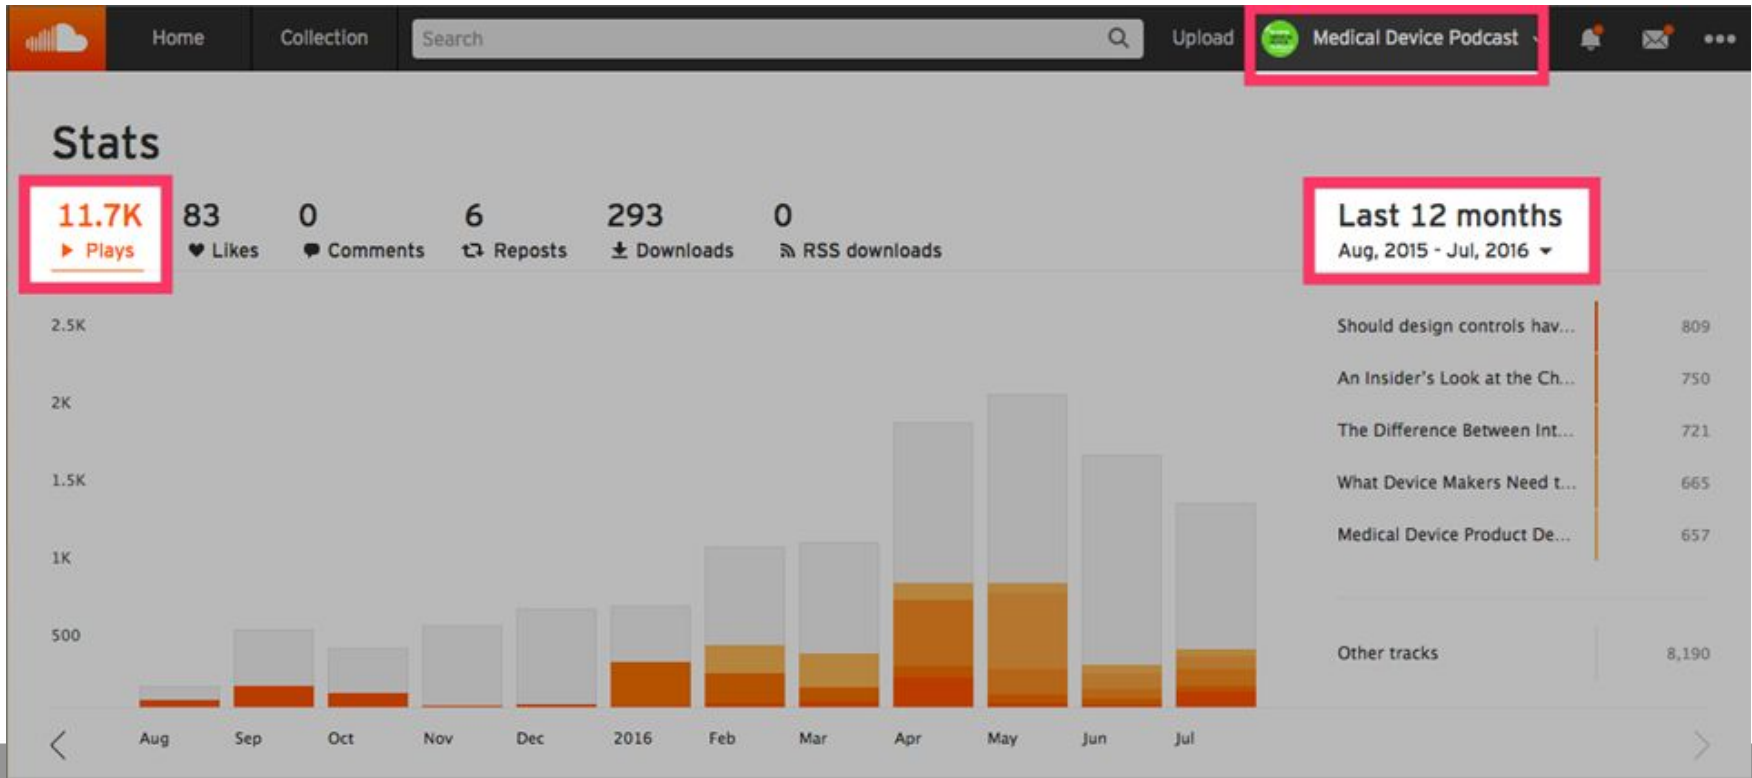 Home Collection Search Upload Medical Device Podcast
Stats
11.7K 83 0 6 293 0
Plays Likes Comments Reposts Downloads RSS downloads
Last 12 months
Aug, 2015 - Jul, 2016
2.5K
2K
1.5K
1K
500
Aug Sep Oct Nov Dec 2016 Feb Mar Apr May Jun Jul
Should design controls hav... 809
An Insider's Look at the Ch... 750
The Difference Between Int... 721
What Device Makers Need t... 665
Medical Device Product De... 657
Other tracks 8,190